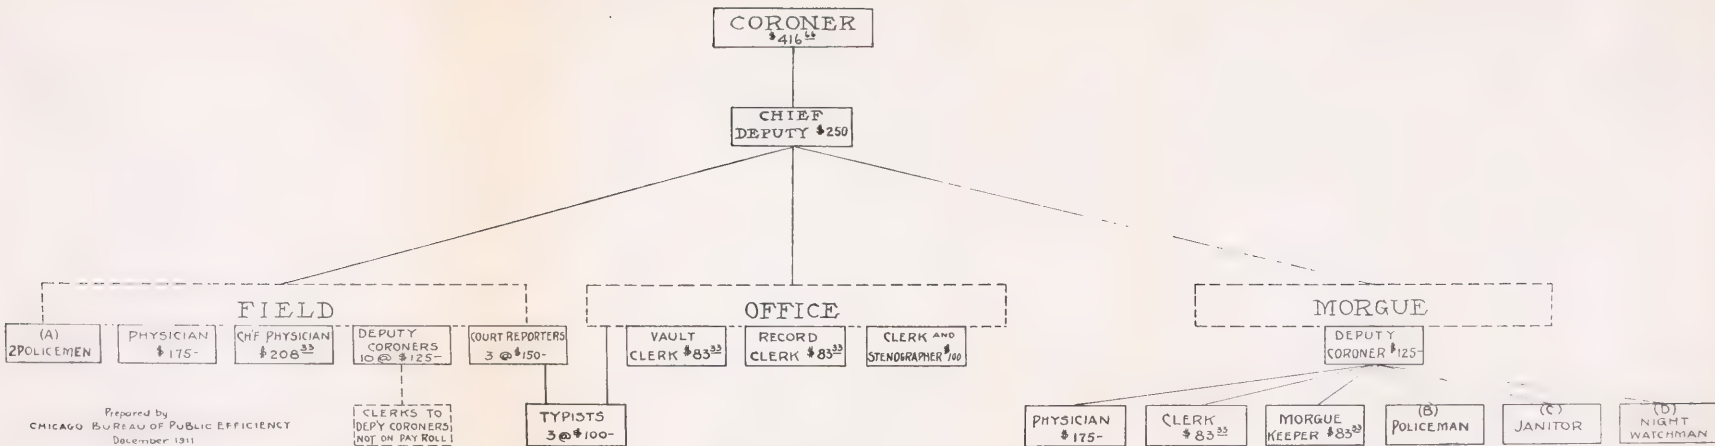 CORONER
$416 66
CHIEF
DEPUTY $250
FIELD
OFFICE
MORGUE
(A)
2 POLICEMEN
PHYSICIAN
$175-
CH'F PHYSICIAN
$208 33
DEPUTY
CORONERS
10 @ $125-
COURT REPORTERS
3 @ $150-
VAULT
CLERK $83 33
RECORD
CLERK $83 33
CLERK AND
STENOGRAPHER $100
DEPUTY
CORONER $125-
CLERKS TO
DEP'Y CORONERS
NOT ON PAY ROLL
TYPISTS
3 @ $100-
PHYSICIAN
$175-
CLERK
$83 33
MORGUE
KEEPER $83 33
(B)
POLICEMAN
(C)
JANITOR
(D)
NIGHT
WATCHMAN
Prepared by
CHICAGO BUREAU OF PUBLIC EFFICIENCY
December 1911